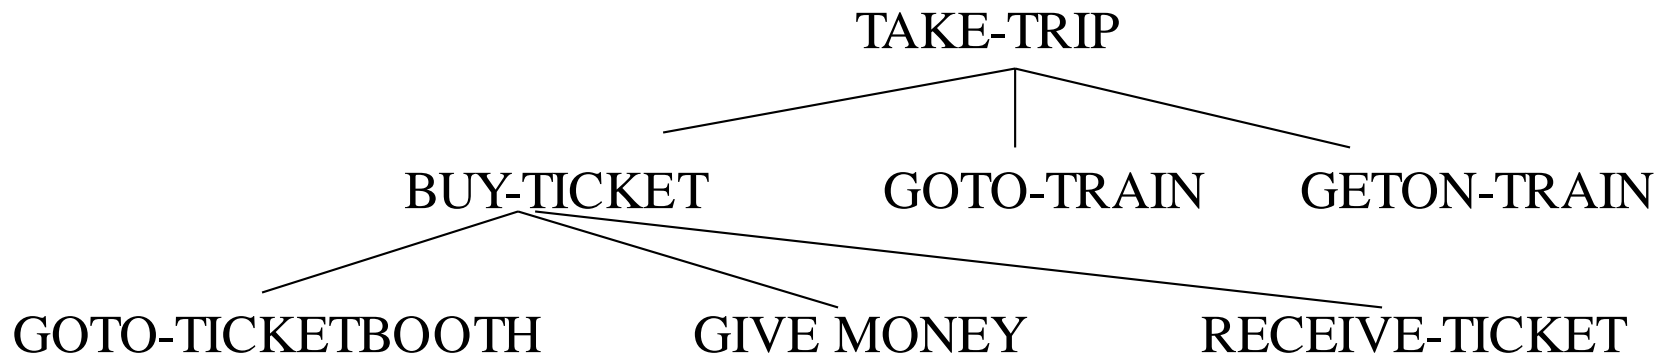 TAKE-TRIP
BUY-TICKET GOTO-TRAIN GETON-TRAIN
GOTO-TICKETBOOTH GIVE MONEY RECEIVE-TICKET